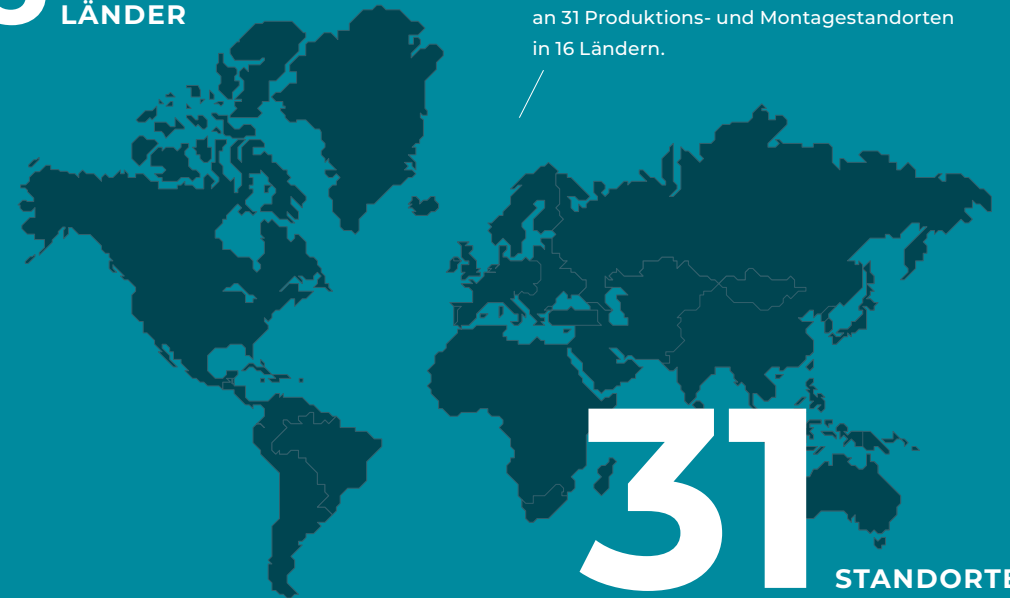 LÄNDER
an 31 Produktions- und Montagestandorten
in 16 Ländern.
31
STANDORTE